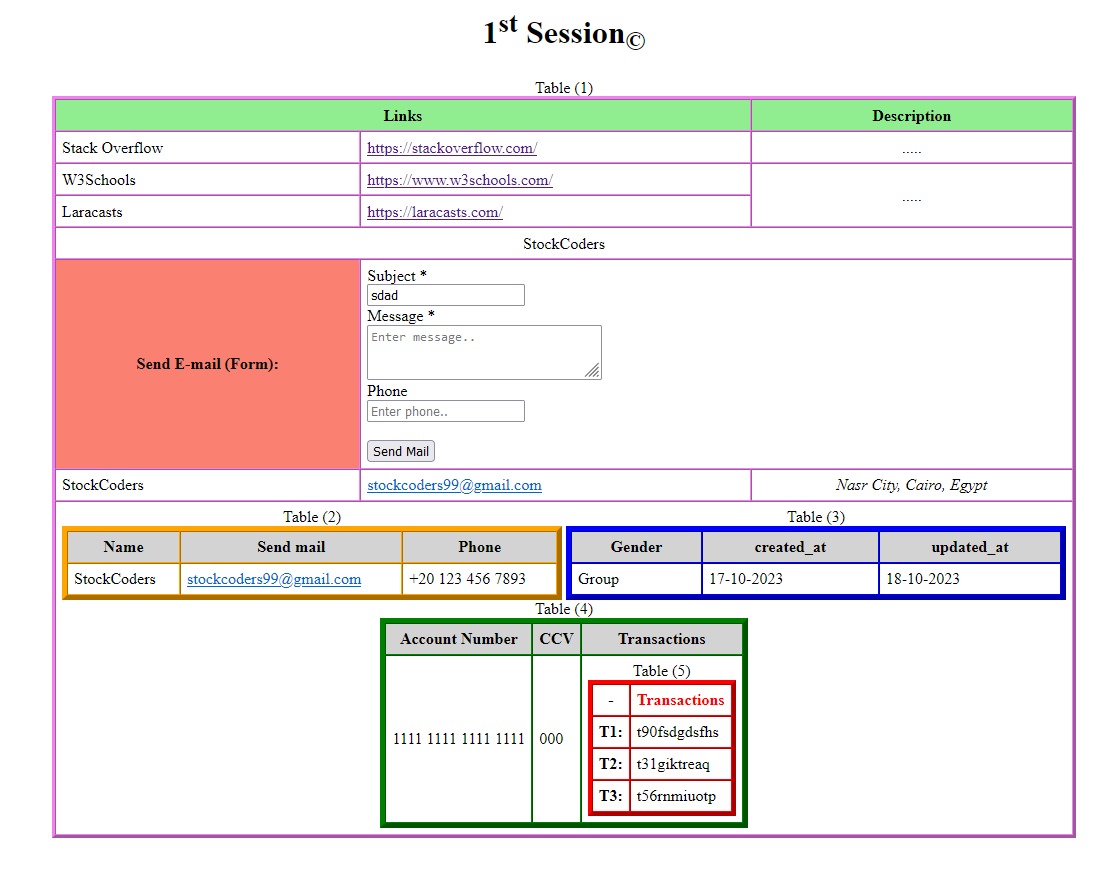 1st Session©
Table (1)
Links Description
Stack Overflow https://stackoverflow.com/ .....
W3Schools https://www.w3schools.com/
.....
Laracasts https://laracasts.com/
StockCoders
Send E-mail (Form):
Subject *
sdad
Message *
Enter message..
Phone
Enter phone..
Send Mail
StockCoders stockcoders99@gmail.com Nasr City, Cairo, Egypt
Table (2)
Name Send mail Phone
StockCoders stockcoders99@gmail.com +20 123 456 7893
Table (3)
Gender created_at updated_at
Group 17-10-2023 18-10-2023
Table (4)
Account Number CCV Transactions
1111 1111 1111 1111 000
Table (5)
- Transactions
T1: t90fsdgdsfhs
T2: t31giktreaq
T3: t56rnmiuotp